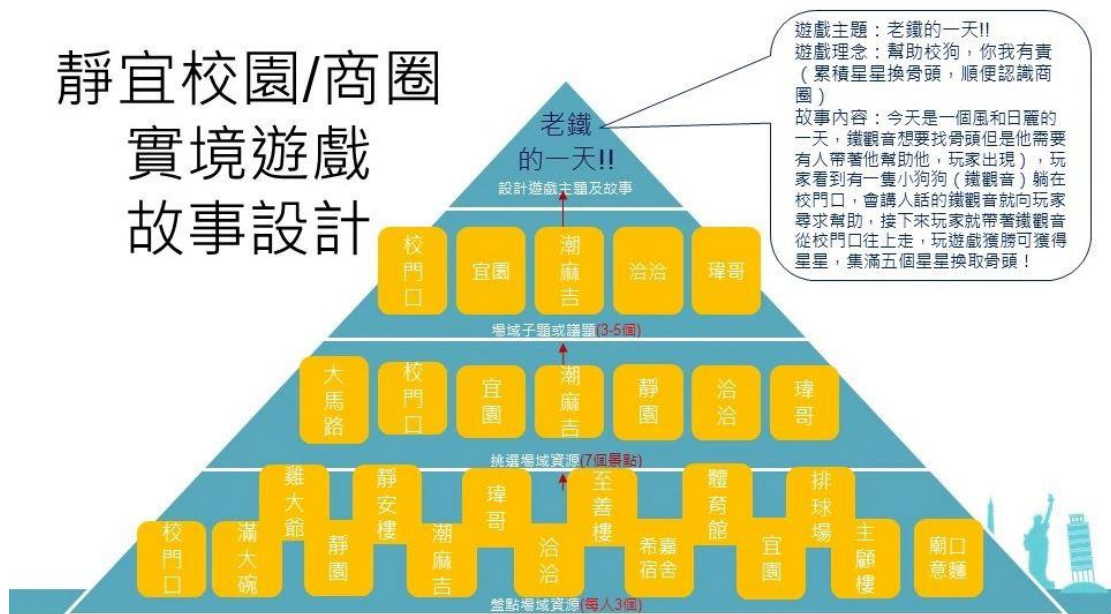 靜宜校園/商圈
實境遊戲
故事設計
遊戲主題：老鐵的一天!!
遊戲理念：幫助校狗，你我有責
（累積星星換骨頭，順便認識商
圈）
故事內容：今天是一個風和日麗的
一天，鐵觀音想要找骨頭但是他需要
有人帶著他幫助他，玩家出現），玩
家看到有一隻小狗狗（鐵觀音）躺在
校門口，會講人話的鐵觀音就向玩家
尋求幫助，接下來玩家就帶著鐵觀音
從校門口往上走，玩遊戲獲勝可獲得
星星，集滿五個星星換取骨頭！
老鐵
的一天!!
設計遊戲主題及故事
校門口
宜園
潮麻吉
洽洽
瑋哥
場域子題或議題(3-5個)
大馬路
校門口
宜園
潮麻吉
靜園
洽洽
瑋哥
挑選場域資源(7個景點)
校門口
滿大碗
雞大爺
靜園
靜安樓
潮麻吉
瑋哥
洽洽
至善樓
希嘉
宿舍
體育館
宜園
排球場
主顧樓
廟口
意麵
盤點場域資源(每人3個)